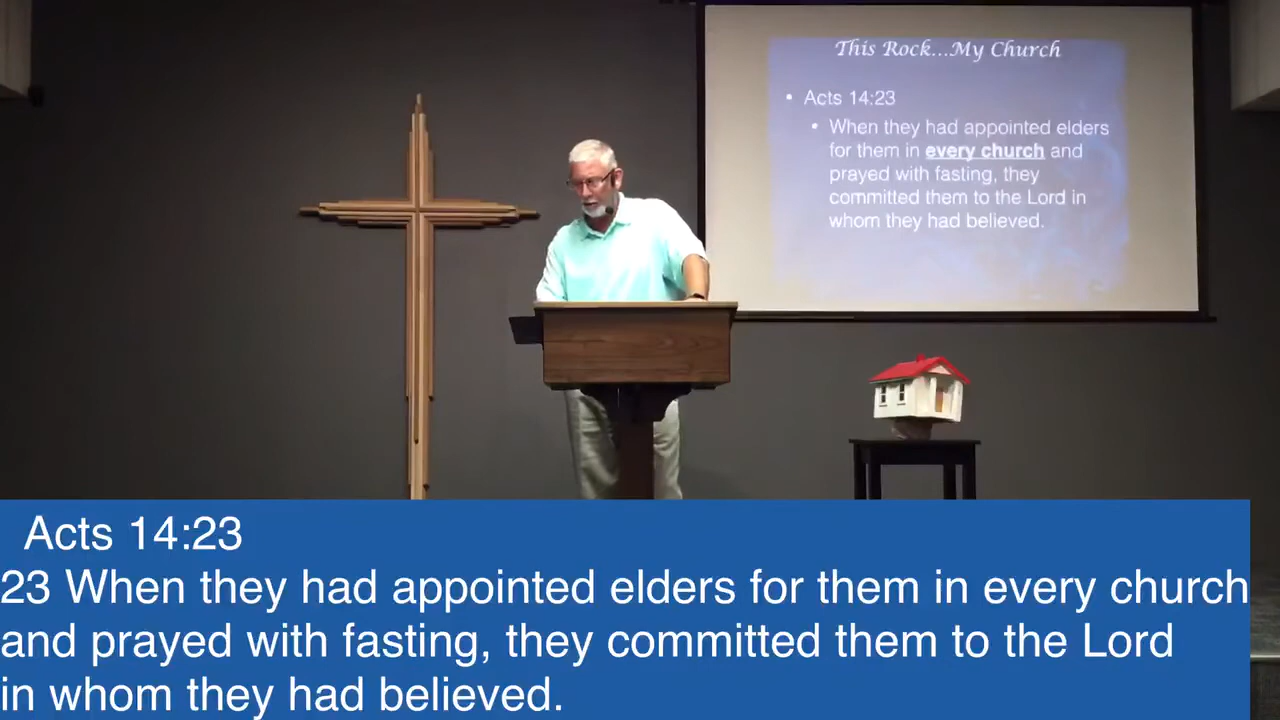 This Rock...My Church
• Acts 14:23
• When they had appointed elders
for them in every church and
prayed with fasting, they
committed them to the Lord in
whom they had believed.
Acts 14:23
23 When they had appointed elders for them in every church
and prayed with fasting, they committed them to the Lord
in whom they had believed.